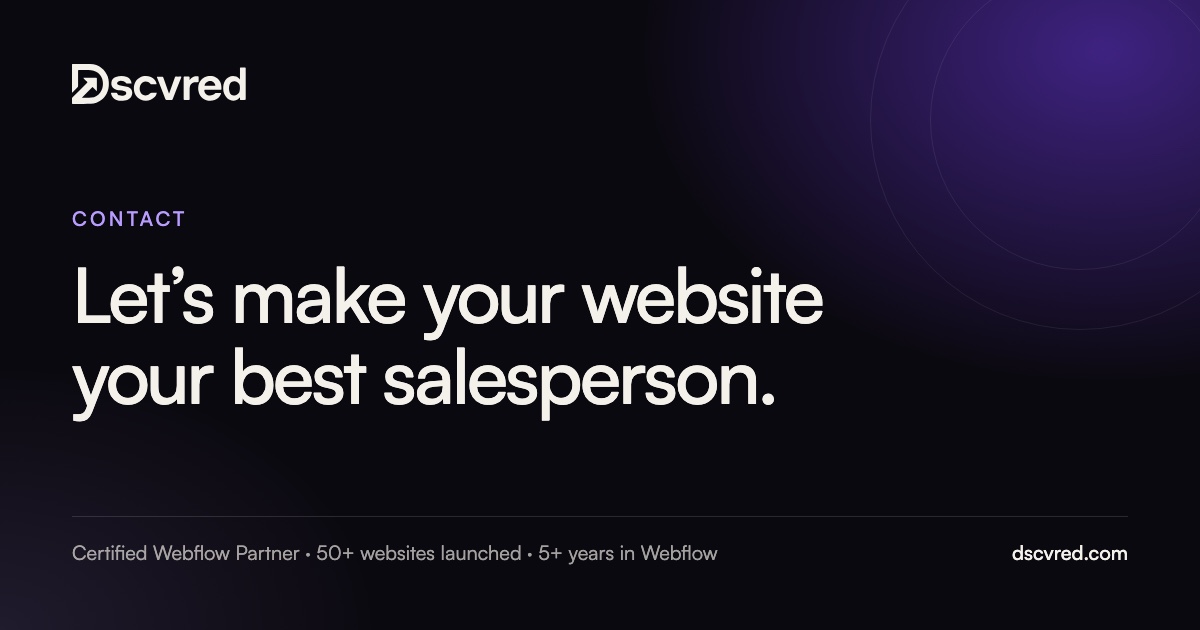 Dscvred
CONTACT
Let’s make your website
your best salesperson.
Certified Webflow Partner · 50+ websites launched · 5+ years in Webflow
dscvred.com